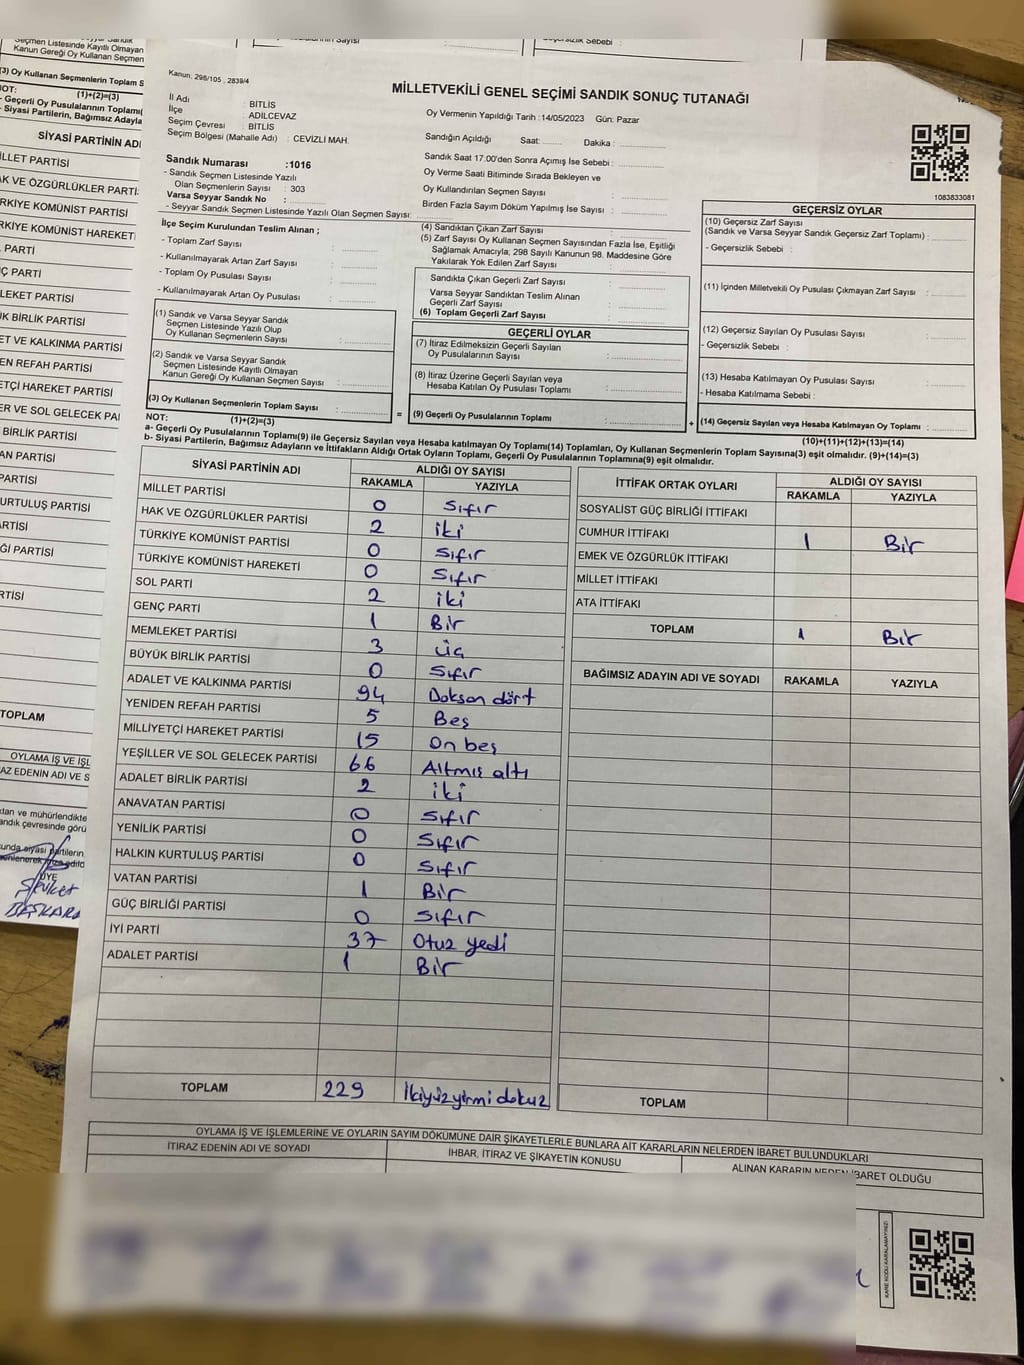 Kanun: 298/105 , 2839/4
MİLLETVEKİLİ GENEL SEÇİMİ SANDIK SONUÇ TUTANAĞI
İl Adı : BİTLİS
İlçe : ADİLCEVAZ
Seçim Çevresi : BİTLİS
Seçim Bölgesi (Mahalle Adı) : CEVİZLİ MAH.
Sandık Numarası :1016
- Sandık Seçmen Listesinde Yazılı
Olan Seçmenlerin Sayısı : 303
Varsa Seyyar Sandık No :
- Seyyar Sandık Seçmen Listesinde Yazılı Olan Seçmen Sayısı:
Oy Vermenin Yapıldığı Tarih :14/05/2023 Gün: Pazar
Sandığın Açıldığı Saat: Dakika :
Sandık Saat 17.00'den Sonra Açımış İse Sebebi :
Oy Verme Saati Bitiminde Sırada Bekleyen ve
Oy Kullandırılan Seçmen Sayısı :
Birden Fazla Sayım Döküm Yapılmış İse Sayısı :
1083833081
İlçe Seçim Kurulundan Teslim Alınan ;
- Toplam Zarf Sayısı :
- Kullanılmayarak Artan Zarf Sayısı :
- Toplam Oy Pusulası Sayısı :
- Kullanılmayarak Artan Oy Pusulası :
(1) Sandık ve Varsa Seyyar Sandık
Seçmen Listesinde Yazılı Olup
Oy Kullanan Seçmenlerin Sayısı :
(2) Sandık ve Varsa Seyyar Sandık
Seçmen Listesinde Kayıtlı Olmayan
Kanun Gereği Oy Kullanan Seçmen Sayısı :
(3) Oy Kullanan Seçmenlerin Toplam Sayısı :
(1)+(2)=(3)
(4) Sandıktan Çıkan Zarf Sayısı :
(5) Zarf Sayısı Oy Kullanan Seçmen Sayısından Fazla İse, Eşitliği
Sağlamak Amacıyla, 298 Sayılı Kanunun 98. Maddesine Göre
Yakılarak Yok Edilen Zarf Sayısı :
Sandıkta Çıkan Geçerli Zarf Sayısı :
Varsa Seyyar Sandıktan Teslim Alınan
Geçerli Zarf Sayısı :
(6) Toplam Geçerli Zarf Sayısı :
GEÇERLİ OYLAR
(7) İtiraz Edilmeksizin Geçerli Sayılan
Oy Pusulalarının Sayısı :
(8) İtiraz Üzerine Geçerli Sayılan veya
Hesaba Katılan Oy Pusulası Toplamı :
= (9) Geçerli Oy Pusulalarının Toplamı :
GEÇERSİZ OYLAR
(10) Geçersiz Zarf Sayısı
(Sandık ve Varsa Seyyar Sandık Geçersiz Zarf Toplamı) :
- Geçersizlik Sebebi :
(11) İçinden Milletvekili Oy Pusulası Çıkmayan Zarf Sayısı :
(12) Geçersiz Sayılan Oy Pusulası Sayısı :
- Geçersizlik Sebebi :
(13) Hesaba Katılmayan Oy Pusulası Sayısı :
- Hesaba Katılmama Sebebi :
+ (14) Geçersiz Sayılan veya Hesaba Katılmayan Oy Toplamı :
(10)+(11)+(12)+(13)=(14)
NOT:
a- Geçerli Oy Pusulalarının Toplamı(9) ile Geçersiz Sayılan veya Hesaba katılmayan Oy Toplamı(14) Toplamları, Oy Kullanan Seçmenlerin Toplam Sayısına(3) eşit olmalıdır. (9)+(14)=(3)
b- Siyasi Partilerin, Bağımsız Adayların ve İttifakların Aldığı Ortak Oyların Toplamı, Geçerli Oy Pusulalarının Toplamına(9) eşit olmalıdır.
SİYASİ PARTİNİN ADI ALDIĞI OY SAYISI
RAKAMLA YAZIYLA
MİLLET PARTİSİ 0 Sıfır
HAK VE ÖZGÜRLÜKLER PARTİSİ 2 iki
TÜRKİYE KOMÜNİST PARTİSİ 0 Sıfır
TÜRKİYE KOMÜNİST HAREKETİ 0 Sıfır
SOL PARTİ 2 iki
GENÇ PARTİ 1 Bir
MEMLEKET PARTİSİ 3 üç
BÜYÜK BİRLİK PARTİSİ 0 Sıfır
ADALET VE KALKINMA PARTİSİ 94 Doksan dört
YENİDEN REFAH PARTİSİ 5 Beş
MİLLİYETÇİ HAREKET PARTİSİ 15 On beş
YEŞİLLER VE SOL GELECEK PARTİSİ 66 Altmış altı
ADALET BİRLİK PARTİSİ 2 iki
ANAVATAN PARTİSİ 0 Sıfır
YENİLİK PARTİSİ 0 Sıfır
HALKIN KURTULUŞ PARTİSİ 0 Sıfır
VATAN PARTİSİ 1 Bir
GÜÇ BİRLİĞİ PARTİSİ 0 Sıfır
İYİ PARTİ 37 Otuz yedi
ADALET PARTİSİ 1 Bir
TOPLAM 229 İkiyüzyirmi dokuz
İTTİFAK ORTAK OYLARI ALDIĞI OY SAYISI
RAKAMLA YAZIYLA
SOSYALİST GÜÇ BİRLİĞİ İTTİFAKI
CUMHUR İTTİFAKI 1 Bir
EMEK VE ÖZGÜRLÜK İTTİFAKI
MİLLET İTTİFAKI
ATA İTTİFAKI
TOPLAM 1 Bir
BAĞIMSIZ ADAYIN ADI VE SOYADI RAKAMLA YAZIYLA
TOPLAM
OYLAMA İŞ VE İŞLEMLERİNE VE OYLARIN SAYIM DÖKÜMÜNE DAİR ŞİKAYETLERLE BUNLARA AİT KARARLARIN NELERDEN İBARET BULUNDUKLARI
İTİRAZ EDENİN ADI VE SOYADI İHBAR, İTİRAZ VE ŞİKAYETİN KONUSU ALINAN KARARIN NEDEN İBARET OLDUĞU
KARE KODU KARALAMAYINIZ!